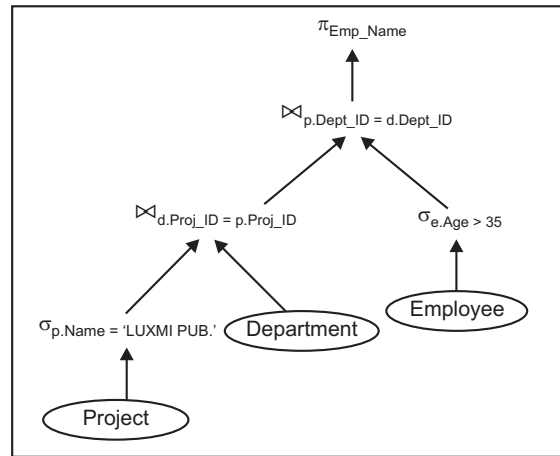 πEmp_Name
⋈p.Dept_ID = d.Dept_ID
⋈d.Proj_ID = p.Proj_ID
σe.Age > 35
σp.Name = ‘LUXMI PUB.’
Department
Employee
Project